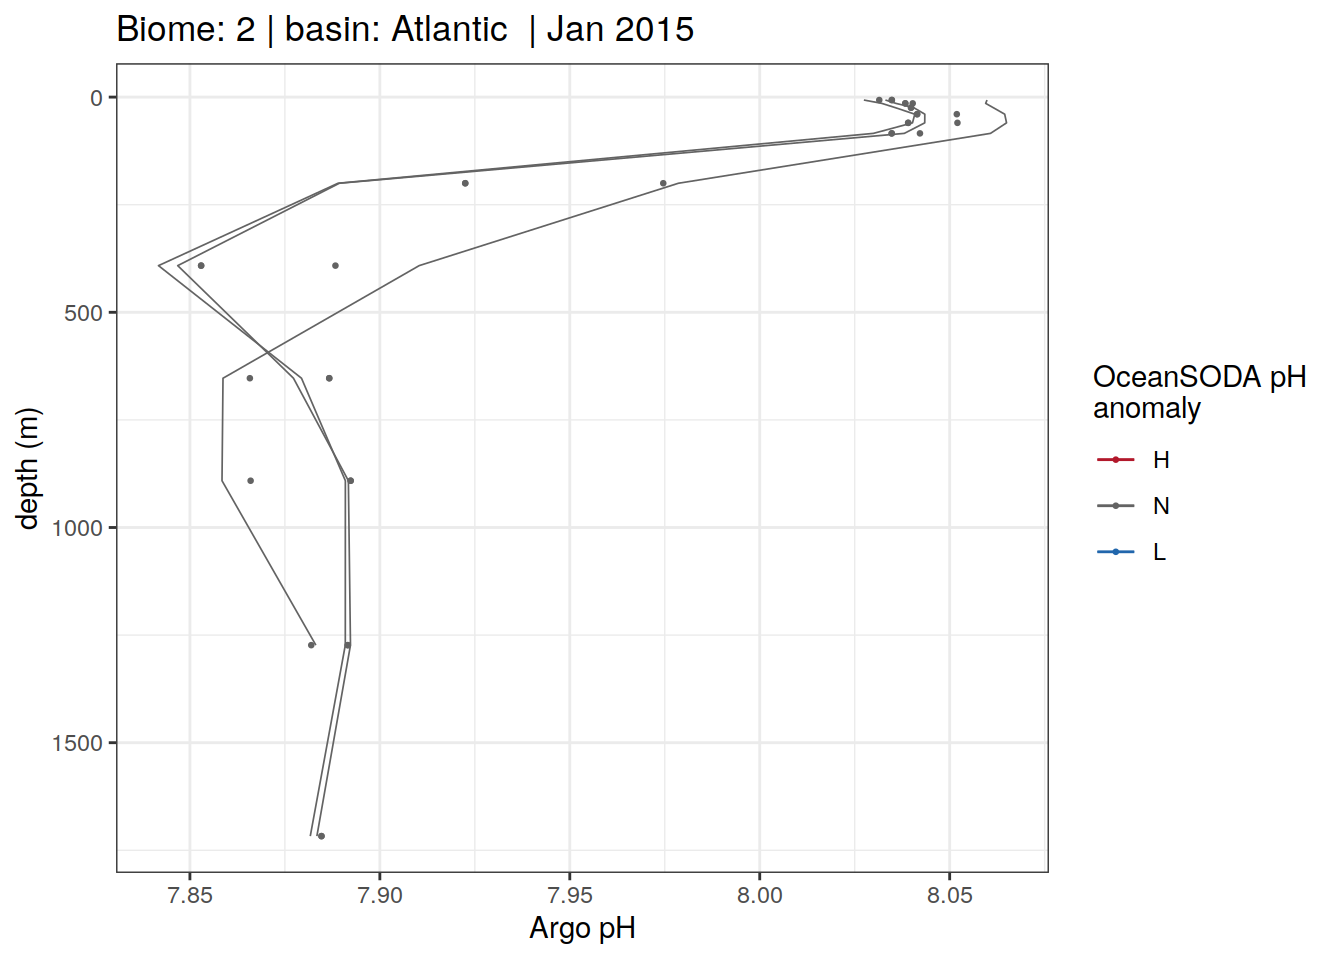 Biome: 2 | basin: Atlantic  | Jan 2015
0
500
1000
1500
depth (m)
7.85
7.90
7.95
8.00
8.05
Argo pH
OceanSODA pH
anomaly
H
N
L